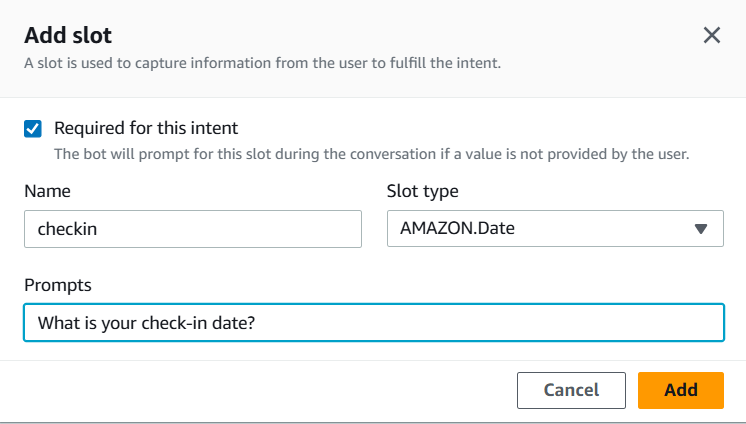 Add slot
A slot is used to capture information from the user to fulfill the intent.
Required for this intent
The bot will prompt for this slot during the conversation if a value is not provided by the user.
Name
Slot type
checkin
AMAZON.Date
Prompts
What is your check-in date?
Cancel
Add